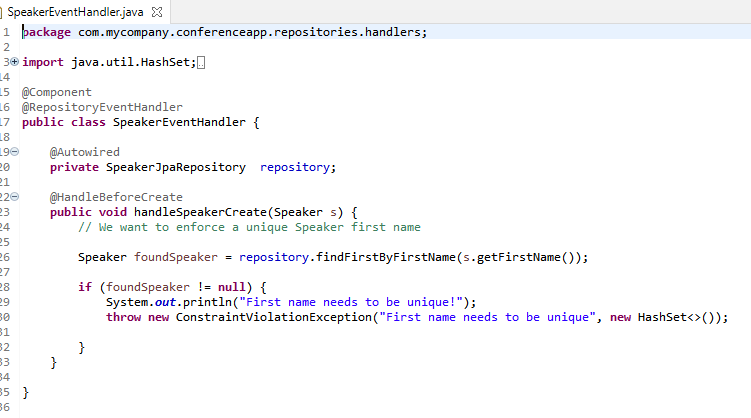 SpeakerEventHandler.java
1 package com.mycompany.conferenceapp.repositories.handlers;
2
3 import java.util.HashSet;
14
15 @Component
16 @RepositoryEventHandler
17 public class SpeakerEventHandler {
18
19 @Autowired
20 private SpeakerJpaRepository  repository;
21
22 @HandleBeforeCreate
23 public void handleSpeakerCreate(Speaker s) {
24 // We want to enforce a unique Speaker first name
25
26 Speaker foundSpeaker = repository.findFirstByFirstName(s.getFirstName());
27
28 if (foundSpeaker != null) {
29 System.out.println("First name needs to be unique!");
30 throw new ConstraintViolationException("First name needs to be unique", new HashSet<>());
31
32 }
33 }
34
35 }
36